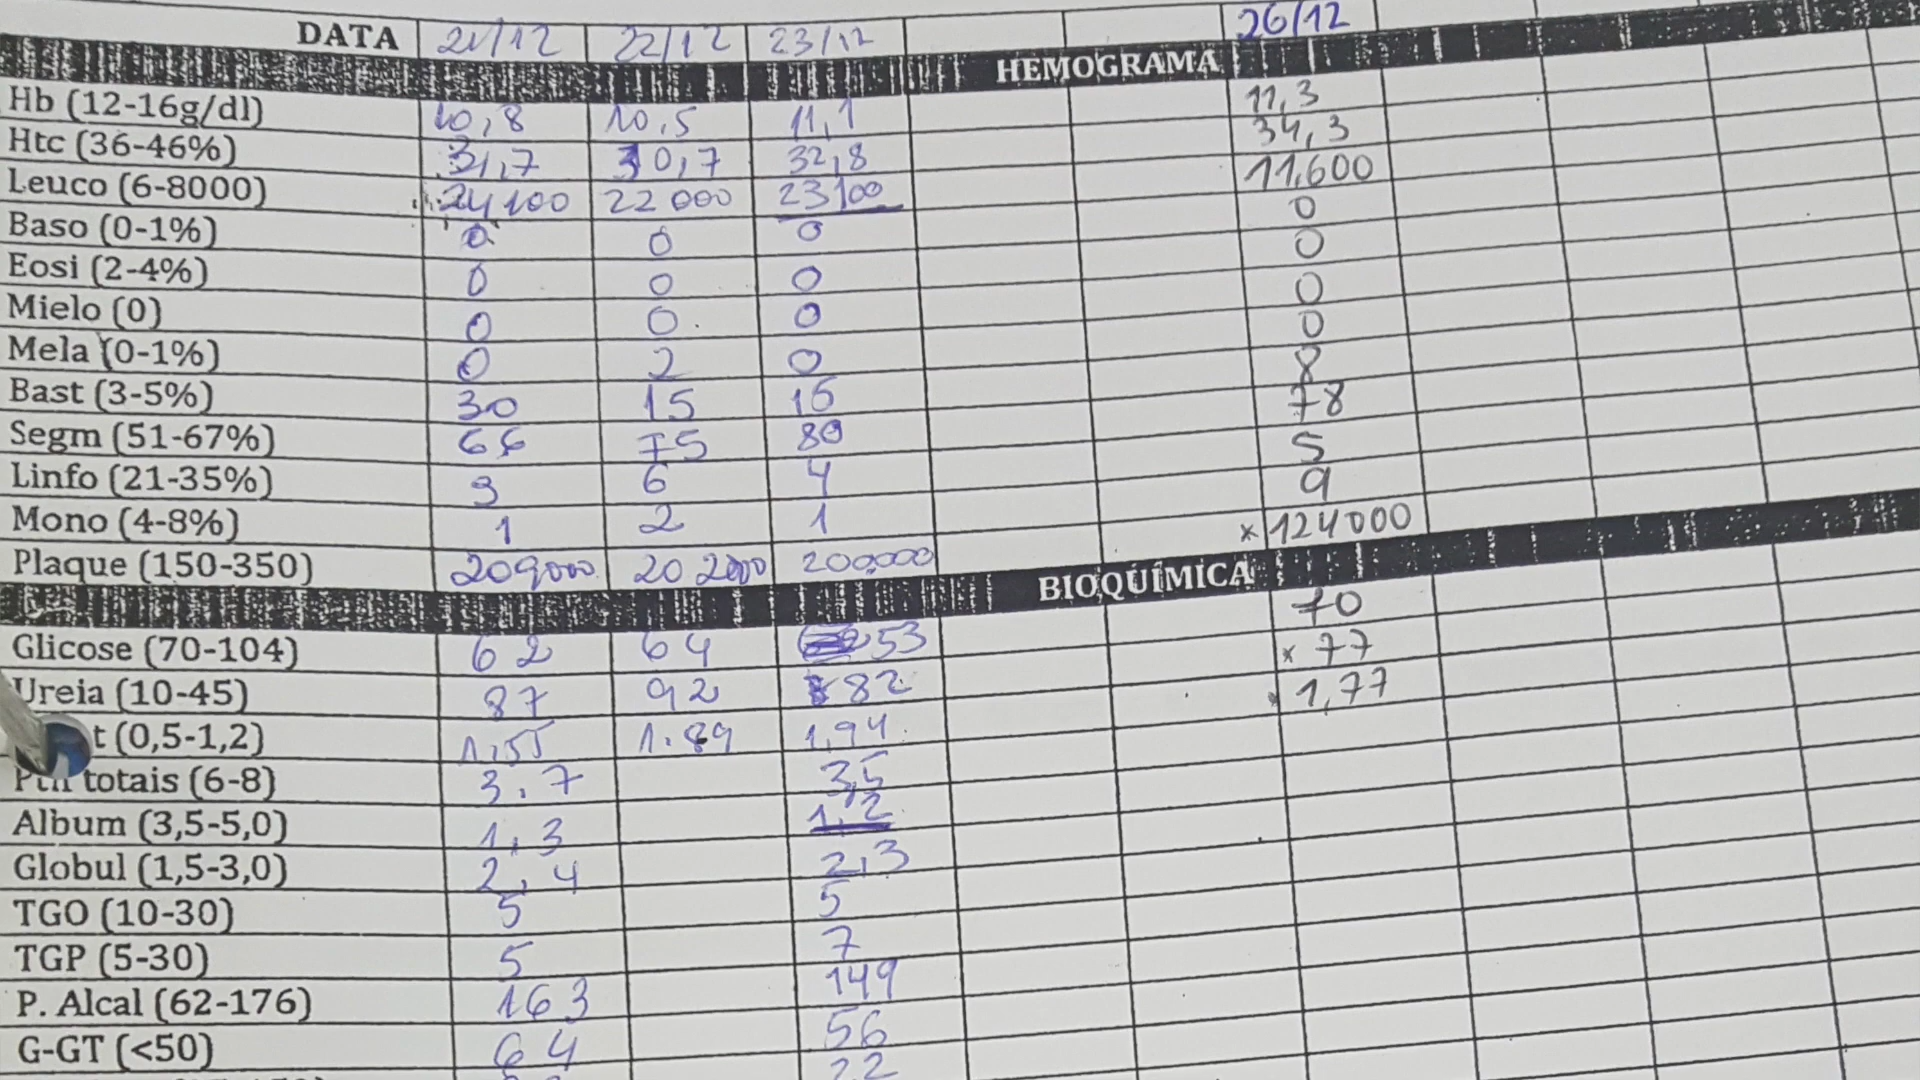 DATA 21/12 22/12 23/12 26/12
HEMOGRAMA
Hb (12-16g/dl) 10,8 10,5 11,1 11,3
Htc (36-46%) 31,7 30,7 32,8 34,3
Leuco (6-8000) 24100 22000 23100 11,600
Baso (0-1%) 0 0 0 0
Eosi (2-4%) 0 0 0 0
Mielo (0) 0 0 0 0
Mela (0-1%) 0 2 0 0
Bast (3-5%) 30 15 16 8
Segm (51-67%) 66 75 80 78
Linfo (21-35%) 3 6 4 5
Mono (4-8%) 1 2 1 9
Plaque (150-350) 209000 202000 200000 x 124000
BIOQUÍMICA
Glicose (70-104) 62 64 53 70
Ureia (10-45) 87 92 82 x 77
t (0,5-1,2) 1,55 1.89 1,94 1,77
Ptn totais (6-8) 3.7 3,5
Album (3,5-5,0) 1,3 1,2
Globul (1,5-3,0) 2,4 2,3
TGO (10-30) 5 5
TGP (5-30) 5 7
P. Alcal (62-176) 163 149
G-GT (<50) 64 56
22